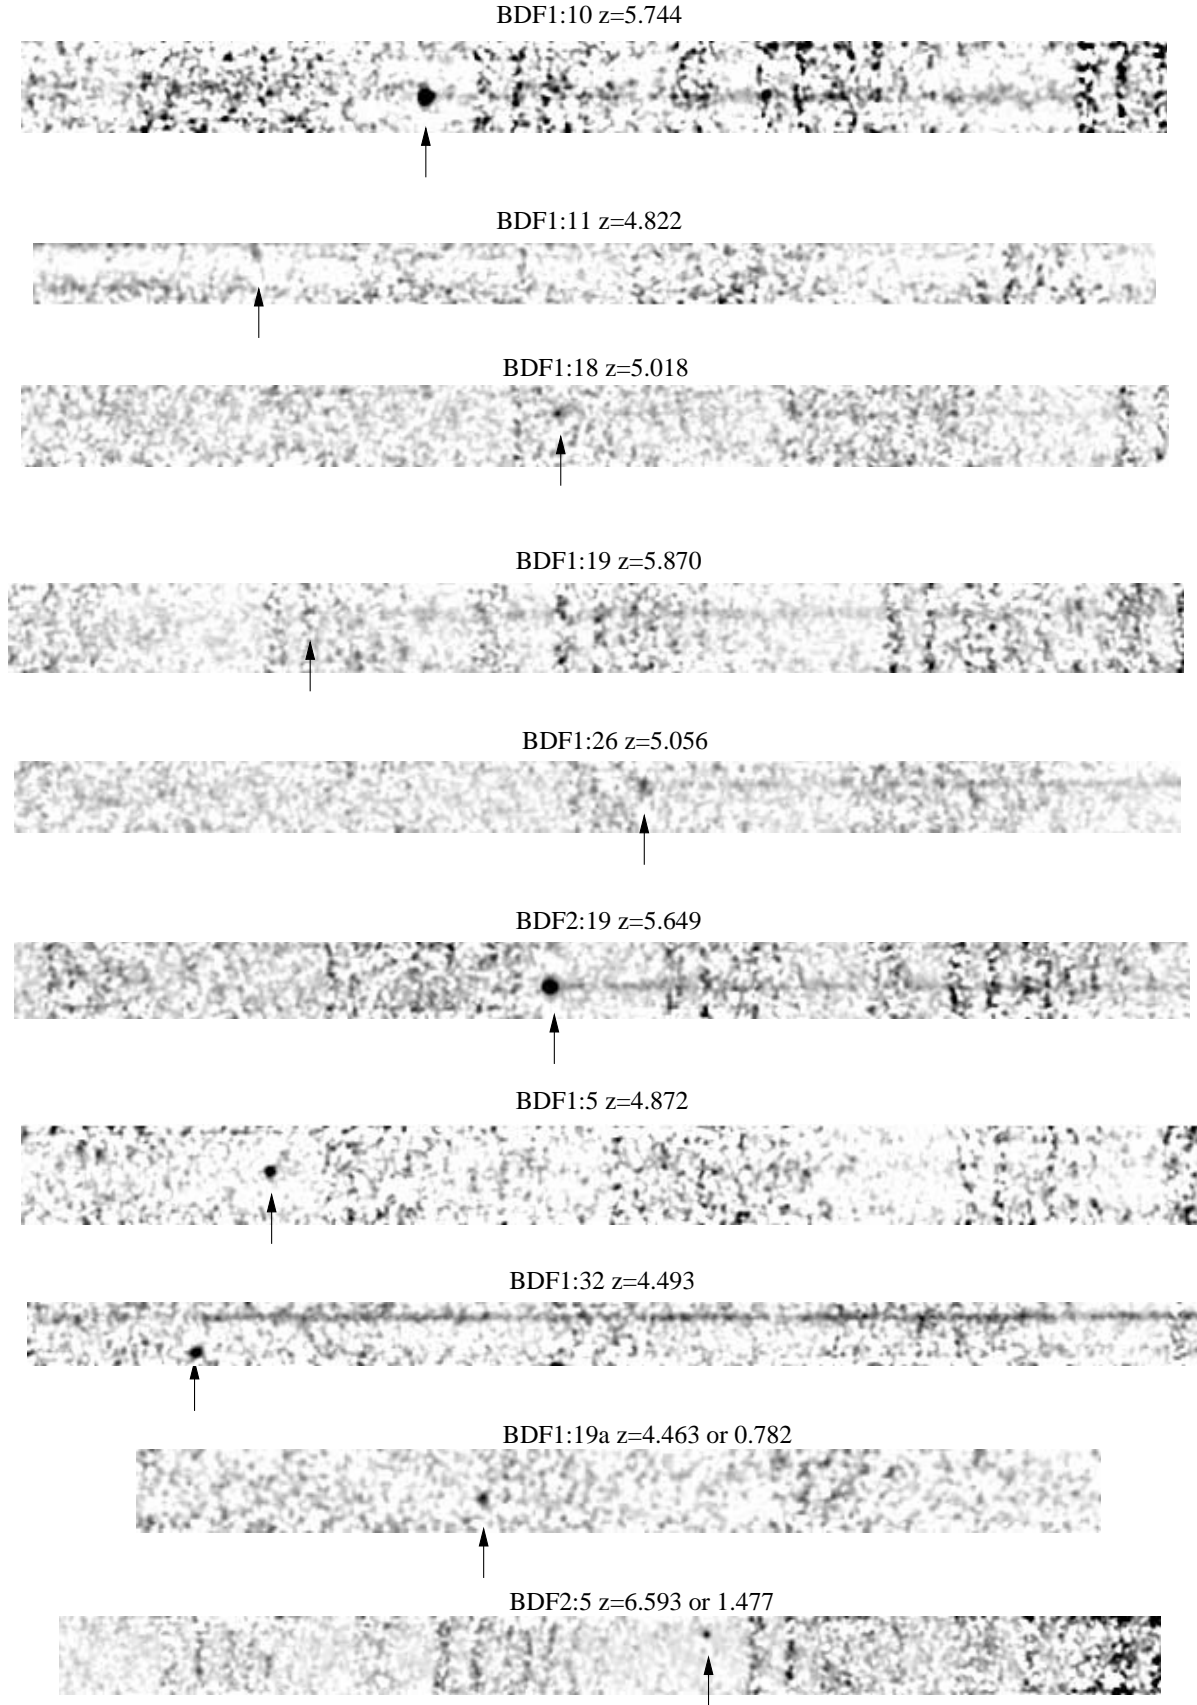 BDF1:10 z=5.744
BDF1:11 z=4.822
BDF1:18 z=5.018
BDF1:19 z=5.870
BDF1:26 z=5.056
BDF2:19 z=5.649
BDF1:5 z=4.872
BDF1:32 z=4.493
BDF1:19a z=4.463 or 0.782
BDF2:5 z=6.593 or 1.477